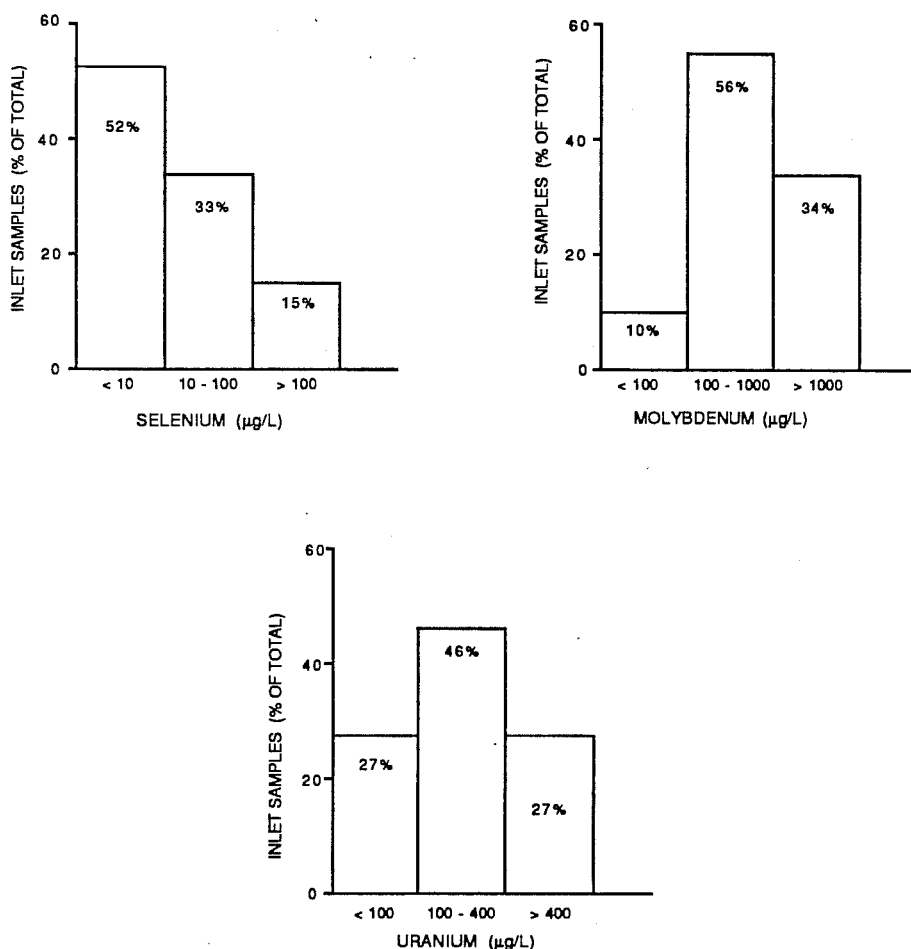 60
40
20
0
INLET SAMPLES (% OF TOTAL)
52%
33%
15%
< 10 10 - 100 > 100
SELENIUM (µg/L)
60
40
20
0
INLET SAMPLES (% OF TOTAL)
10%
56%
34%
< 100 100 - 1000 > 1000
MOLYBDENUM (µg/L)
60
40
20
0
INLET SAMPLES (% OF TOTAL)
27%
46%
27%
< 100 100 - 400 > 400
URANIUM (µg/L)